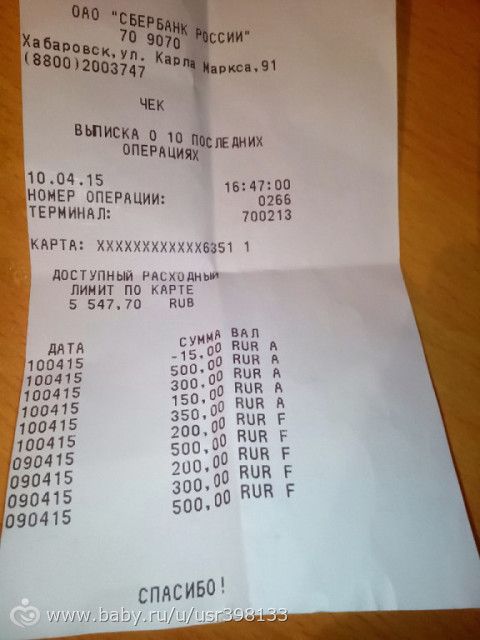 ОАО "СБЕРБАНК РОССИИ"
70 9070
Хабаровск,ул. Карла Маркса,91
(8800)2003747
ЧЕК
ВЫПИСКА О 10 ПОСЛЕДНИХ
ОПЕРАЦИЯХ
10.04.15 16:47:00
НОМЕР ОПЕРАЦИИ: 0266
ТЕРМИНАЛ: 700213
КАРТА: XXXXXXXXXXXX6351 1
ДОСТУПНЫЙ РАСХОДНЫЙ
ЛИМИТ ПО КАРТЕ
5 547,70 RUB
ДАТА СУММА ВАЛ
100415 -15,00 RUR A
100415 500,00 RUR A
100415 300,00 RUR A
100415 150,00 RUR A
100415 350,00 RUR A
100415 200,00 RUR F
090415 500,00 RUR F
090415 200,00 RUR F
090415 300,00 RUR F
090415 500,00 RUR F
СПАСИБО!
www.baby.ru/u/usr398133